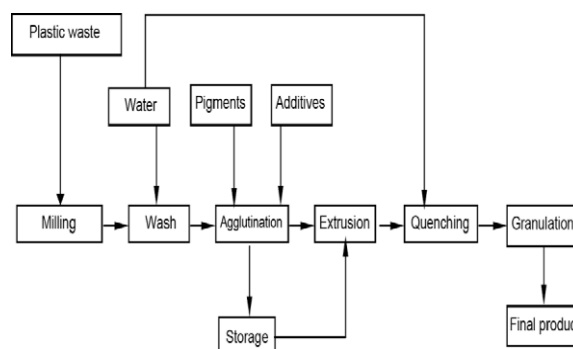 Plastic waste
Water
Pigments
Additives
Milling
Wash
Agglutination
Extrusion
Quenching
Granulation
Storage
Final produc